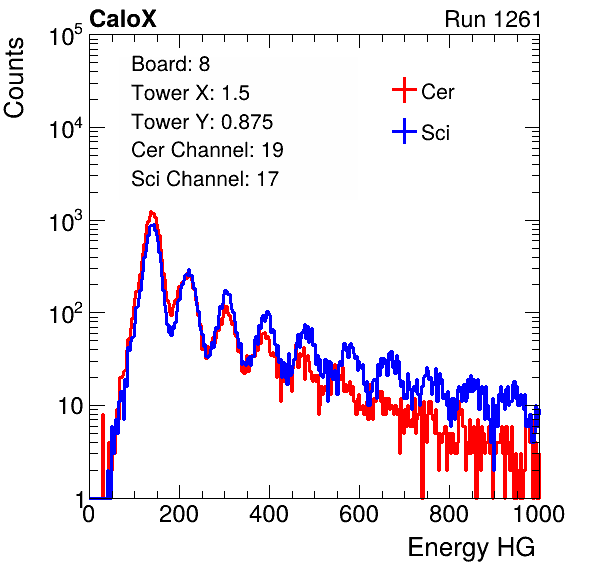 CaloX Run 1261
Counts
10^5
10^4
10^3
10^2
10
1
Board: 8
Tower X: 1.5
Tower Y: 0.875
Cer Channel: 19
Sci Channel: 17
Cer
Sci
0 200 400 600 800 1000
Energy HG